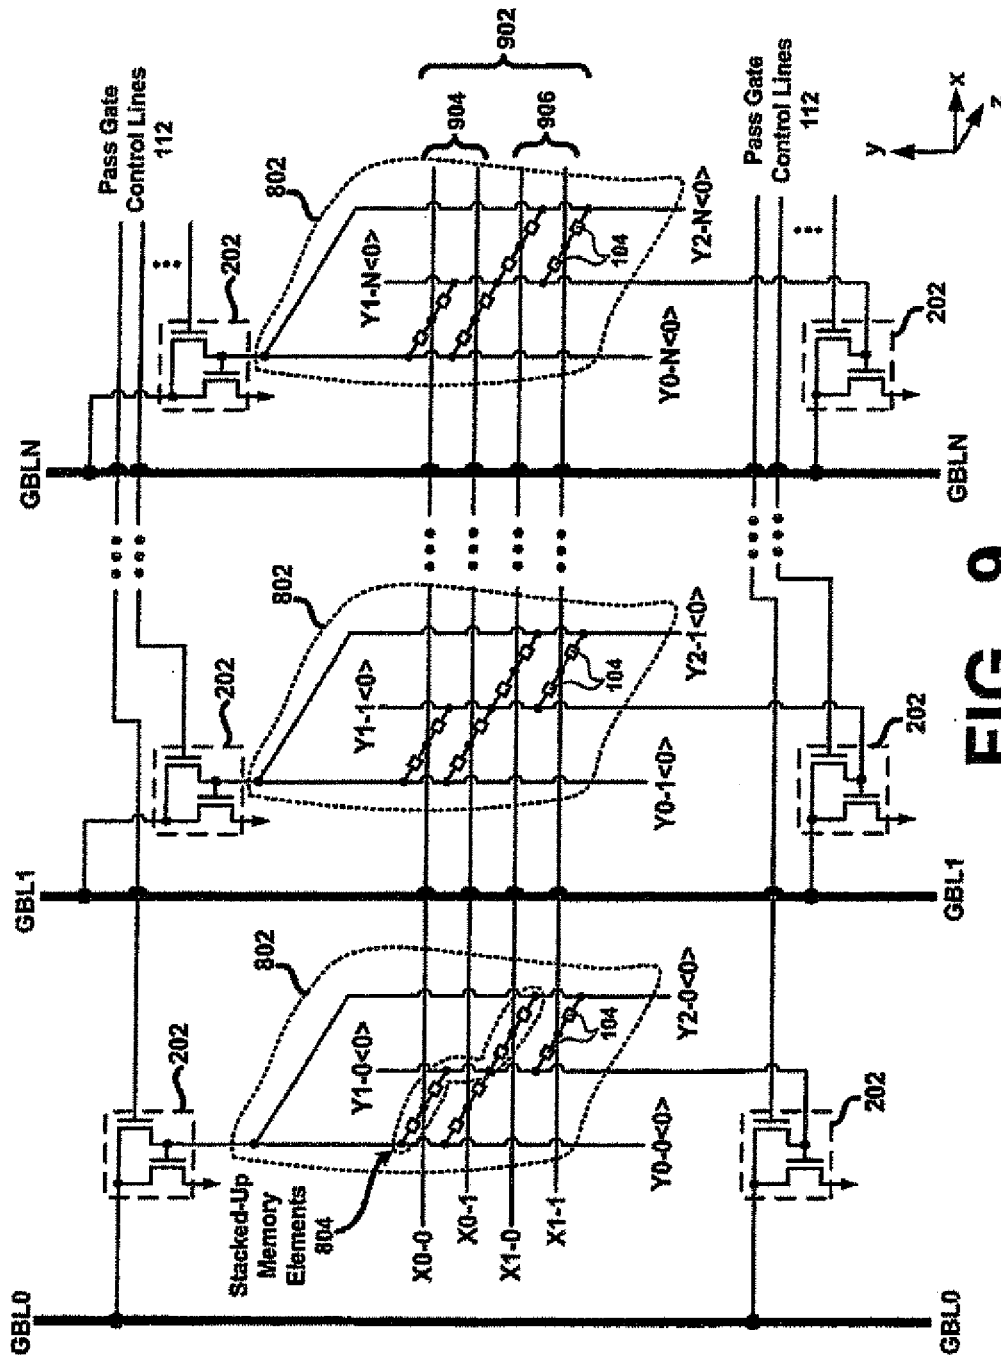 GBL0
GBL1
GBLN
Pass Gate
Control Lines
112
202
202
202
802
802
802
902
904
906
Stacked-Up
Memory
Elements
804
Y1-0<0>
Y1-1<0>
Y1-N<0>
X0-0
X0-1
X1-0
X1-1
104
104
104
Y0-0<0>
Y2-0<0>
Y0-1<0>
Y2-1<0>
Y0-N<0>
Y2-N<0>
Pass Gate
Control Lines
112
202
202
202
GBL0
GBL1
GBLN
y
x
z
FIG. 9